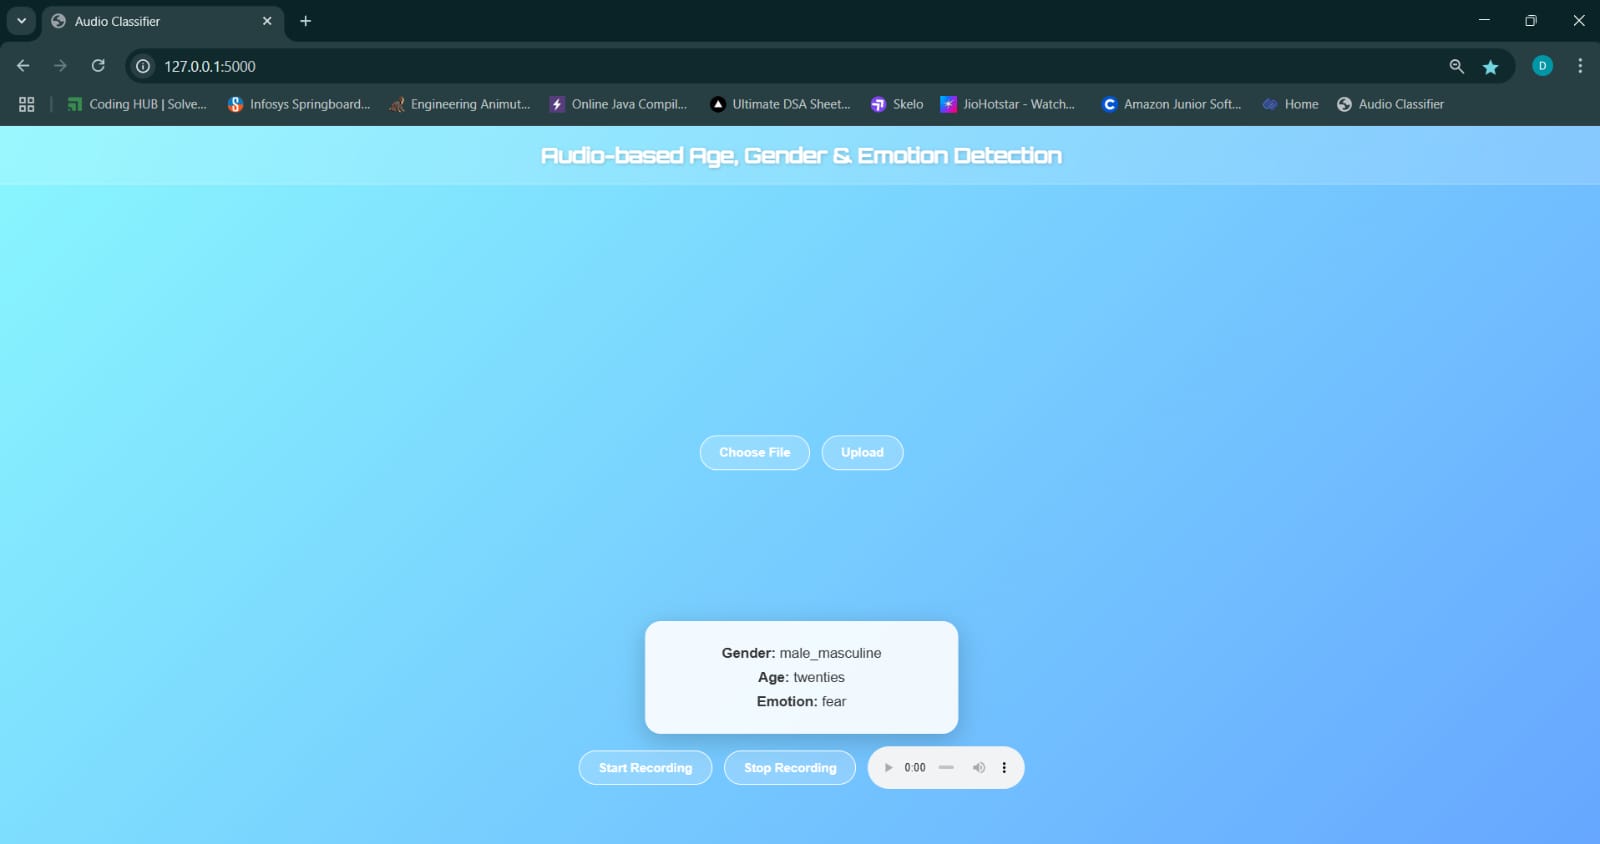 Audio Classifier
127.0.0.1:5000
D
Coding HUB | Solve... Infosys Springboard... Engineering Animut... Online Java Compil... Ultimate DSA Sheet... Skelo JioHotstar - Watch... Amazon Junior Soft... Home Audio Classifier
Audio-based Age, Gender & Emotion Detection
Choose File Upload
Gender: male_masculine
Age: twenties
Emotion: fear
Start Recording Stop Recording 0:00